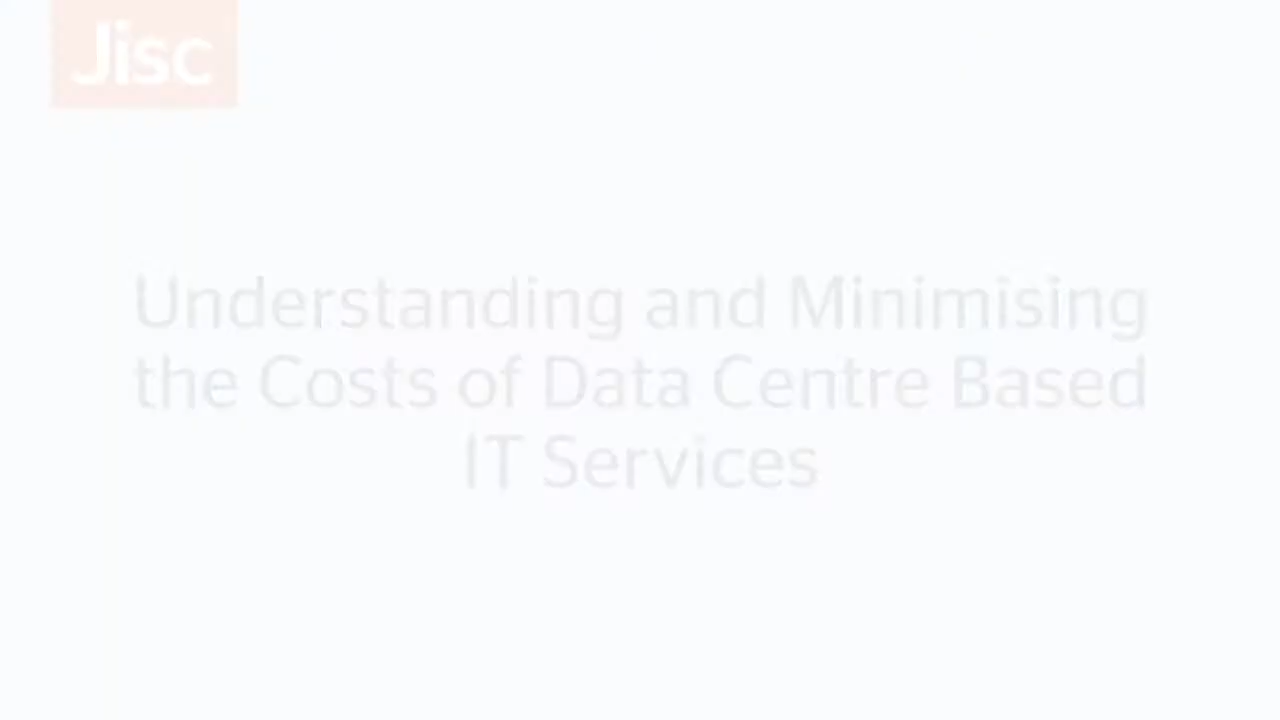 Jisc
Understanding and Minimising
the Costs of Data Centre Based
IT Services